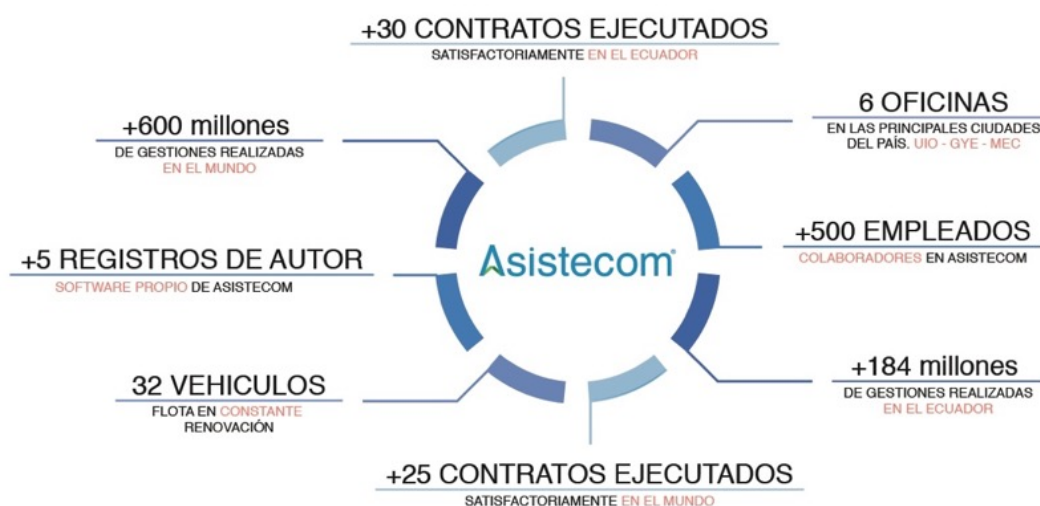 +30 CONTRATOS EJECUTADOS
SATISFACTORIAMENTE EN EL ECUADOR
6 OFICINAS
EN LAS PRINCIPALES CIUDADES
DEL PAÍS. UIO - GYE - MEC
+600 millones
DE GESTIONES REALIZADAS
EN EL MUNDO
+500 EMPLEADOS
COLABORADORES EN ASISTECOM
Asistecom®
+5 REGISTROS DE AUTOR
SOFTWARE PROPIO DE ASISTECOM
+184 millones
DE GESTIONES REALIZADAS
EN EL ECUADOR
32 VEHICULOS
FLOTA EN CONSTANTE
RENOVACIÓN
+25 CONTRATOS EJECUTADOS
SATISFACTORIAMENTE EN EL MUNDO